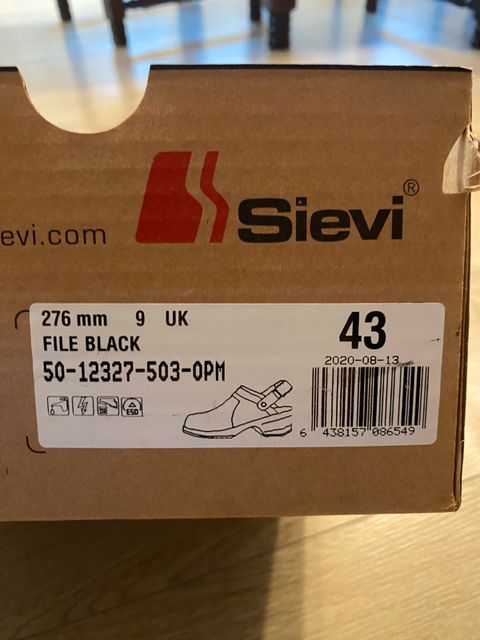 Sievi®
evi.com
276 mm 9 UK
FILE BLACK
50-12327-503-0PM
43
2020-08-13
ESD
6 438157 086549